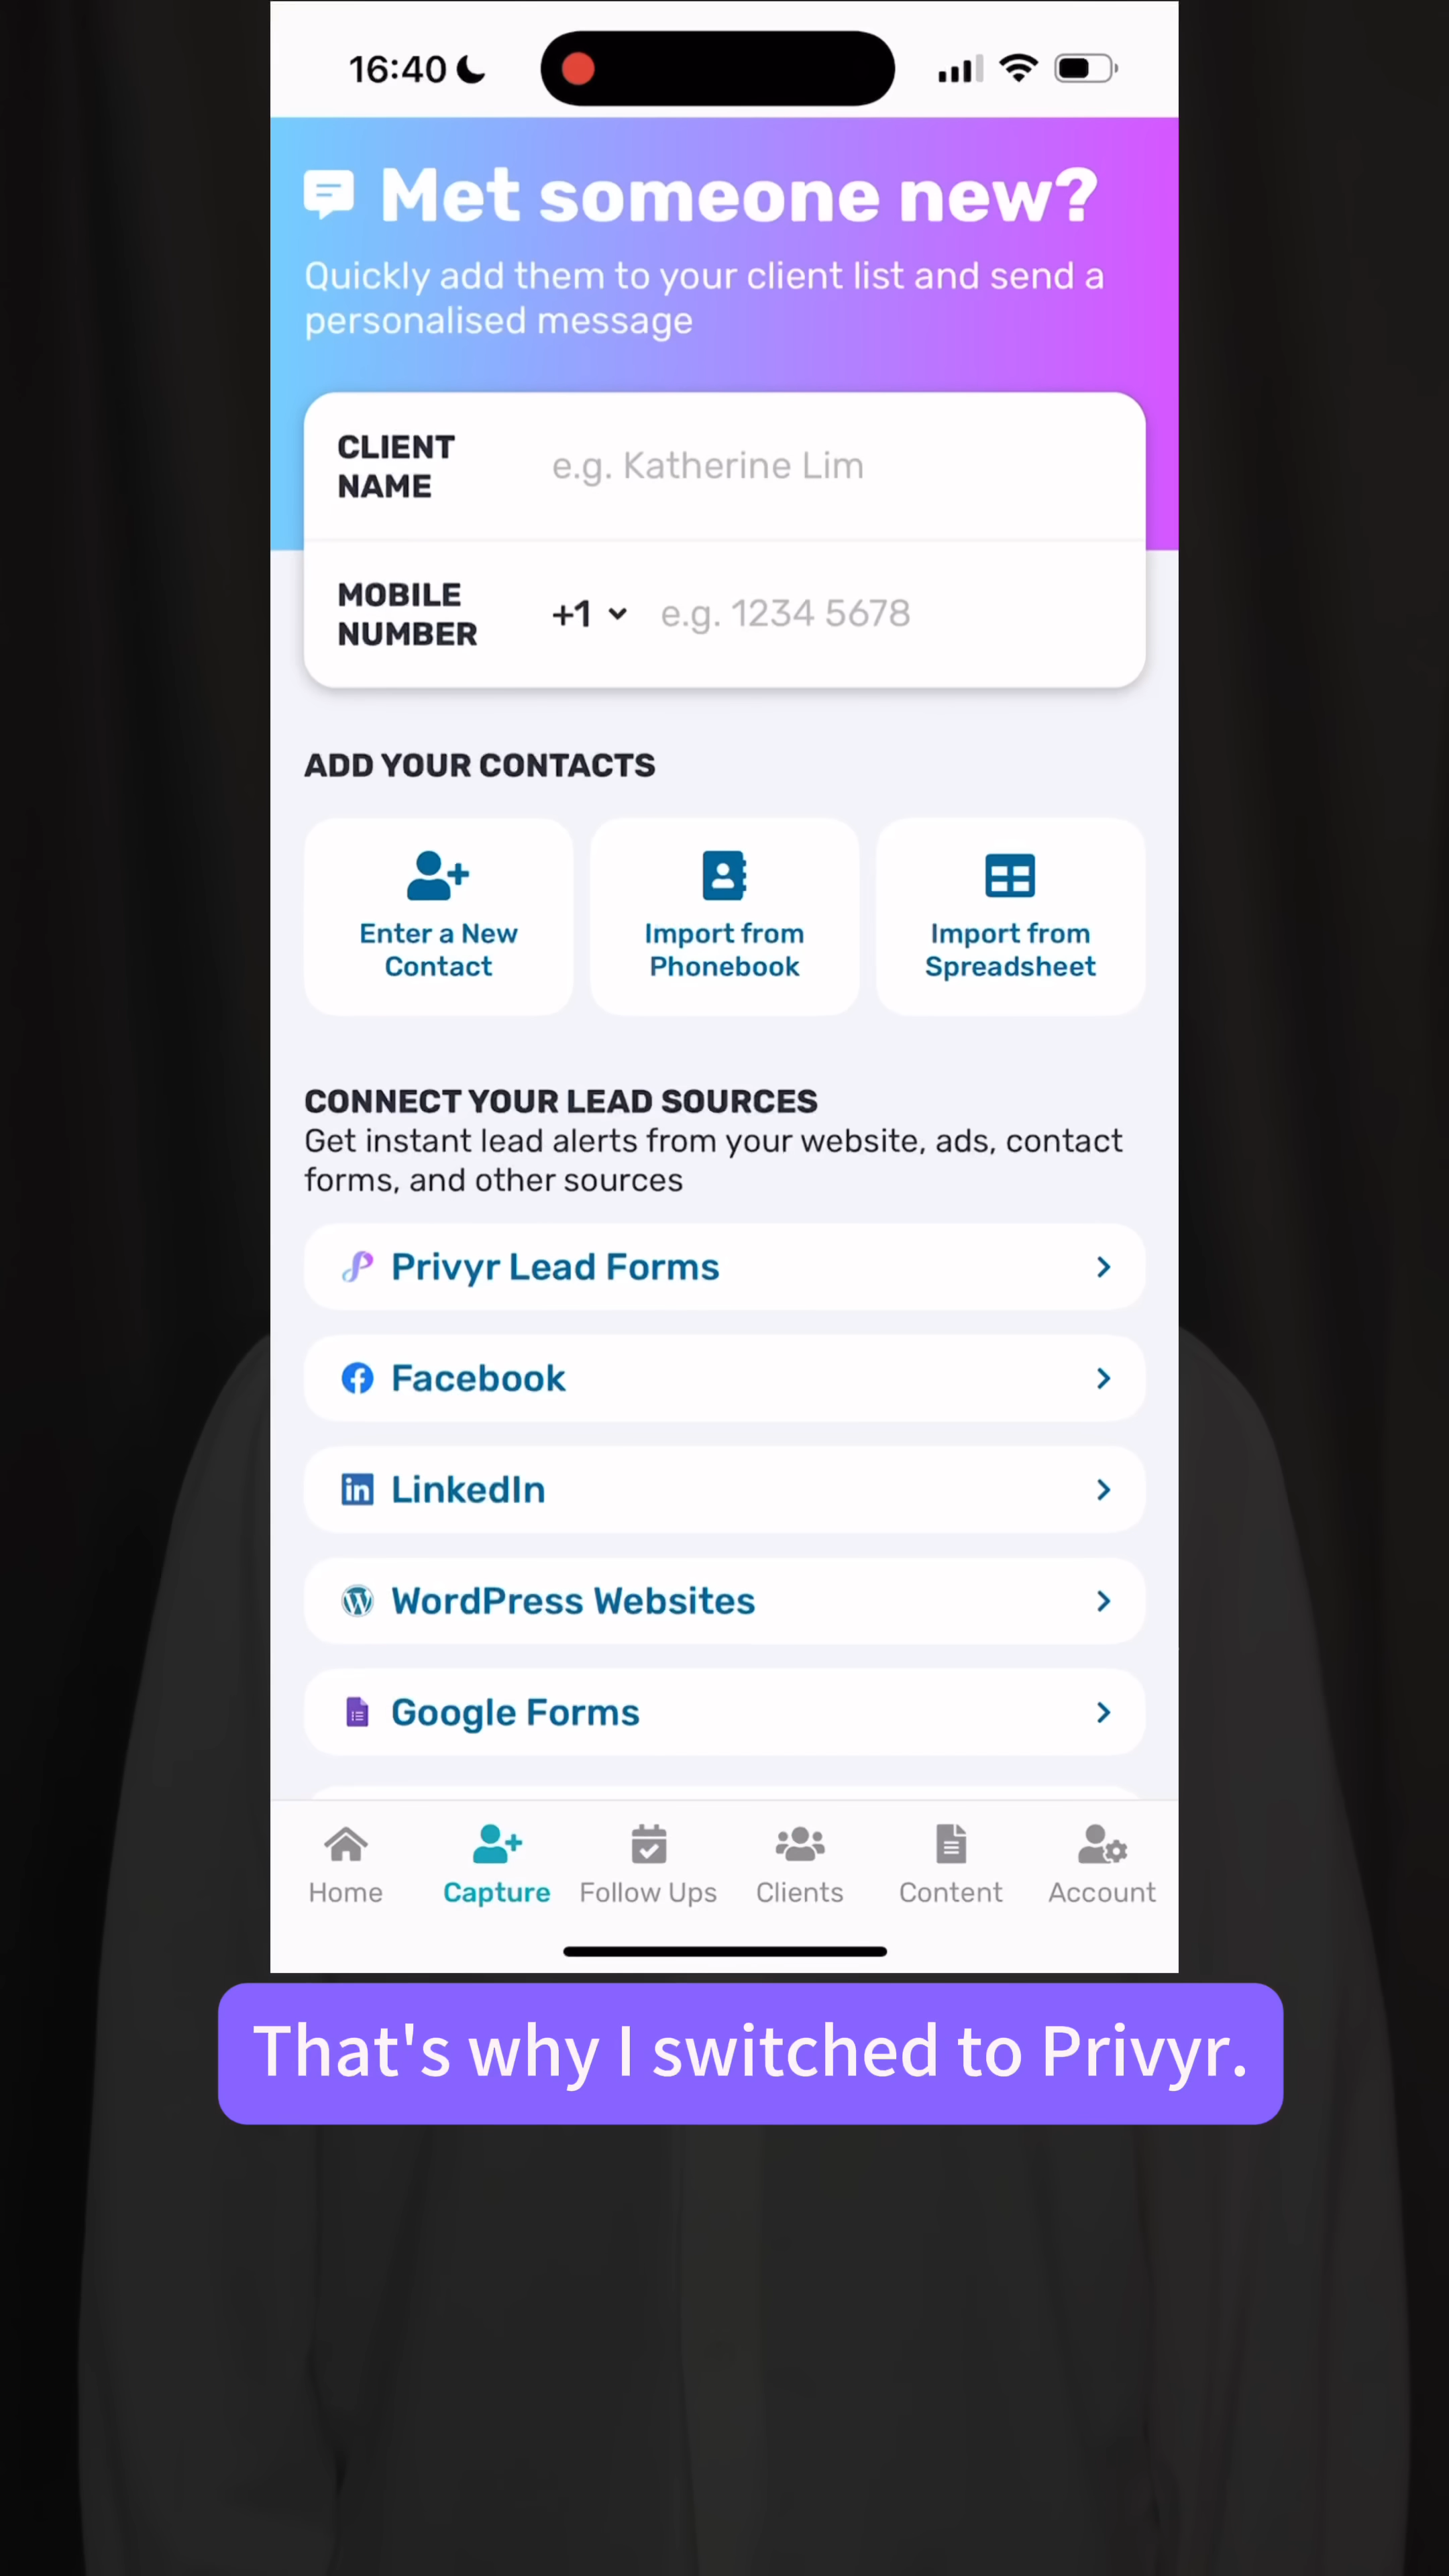 16:40
Met someone new?
Quickly add them to your client list and send a
personalised message
CLIENT
NAME
e.g. Katherine Lim
MOBILE
NUMBER
+1
e.g. 1234 5678
ADD YOUR CONTACTS
Enter a New
Contact
Import from
Phonebook
Import from
Spreadsheet
CONNECT YOUR LEAD SOURCES
Get instant lead alerts from your website, ads, contact
forms, and other sources
Privyr Lead Forms
Facebook
LinkedIn
WordPress Websites
Google Forms
Home
Capture
Follow Ups
Clients
Content
Account
That's why I switched to Privyr.